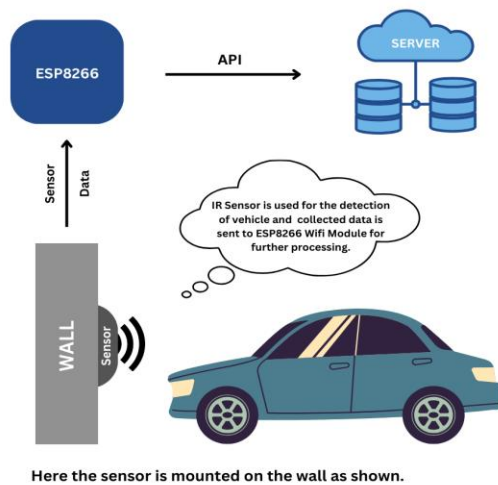 ESP8266
API
SERVER
Sensor
Data
IR Sensor is used for the detection
of vehicle and collected data is
sent to ESP8266 Wifi Module for
further processing.
WALL
Sensor
Here the sensor is mounted on the wall as shown.